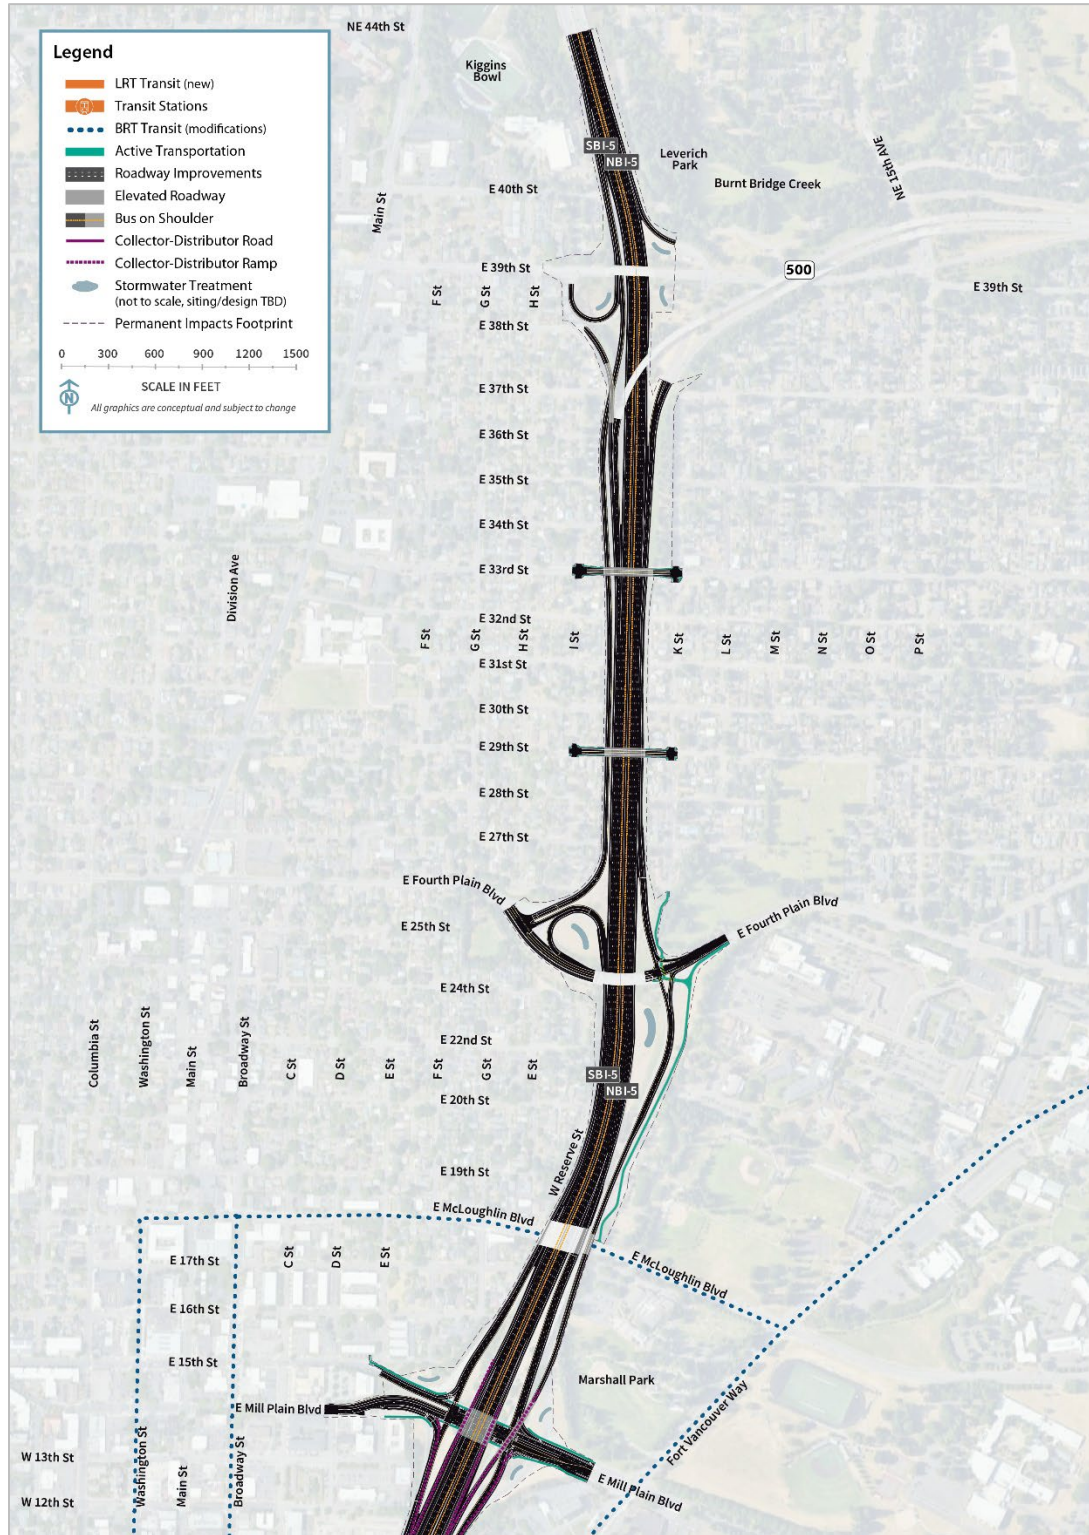 NE 44th St
Legend
LRT Transit (new)
Transit Stations
BRT Transit (modifications)
Active Transportation
Roadway Improvements
Elevated Roadway
Bus on Shoulder
Collector-Distributor Road
Collector-Distributor Ramp
Stormwater Treatment
(not to scale, siting/design TBD)
Permanent Impacts Footprint
0 300 600 900 1200 1500
SCALE IN FEET
N
All graphics are conceptual and subject to change
Kiggins
Bowl
SBI-5
NBI-5
Leverich
Park
Burnt Bridge Creek
NE 15th AVE
E 40th St
Main St
E 39th St
500
E 39th St
F St
G St
H St
E 38th St
E 37th St
E 36th St
E 35th St
E 34th St
E 33rd St
Division Ave
E 32nd St
F St
G St
H St
I St
K St
L St
M St
N St
O St
P St
E 31st St
E 30th St
E 29th St
E 28th St
E 27th St
E Fourth Plain Blvd
E Fourth Plain Blvd
E 25th St
E 24th St
E 22nd St
Columbia St
Washington St
Main St
Broadway St
C St
D St
E St
F St
G St
E St
SBI-5
NBI-5
E 20th St
W Reserve St
E 19th St
E McLoughlin Blvd
E McLoughlin Blvd
E 17th St
C St
D St
E St
E 16th St
E 15th St
Marshall Park
E Mill Plain Blvd
Fort Vancouver Way
W 13th St
Washington St
Main St
Broadway St
E Mill Plain Blvd
W 12th St